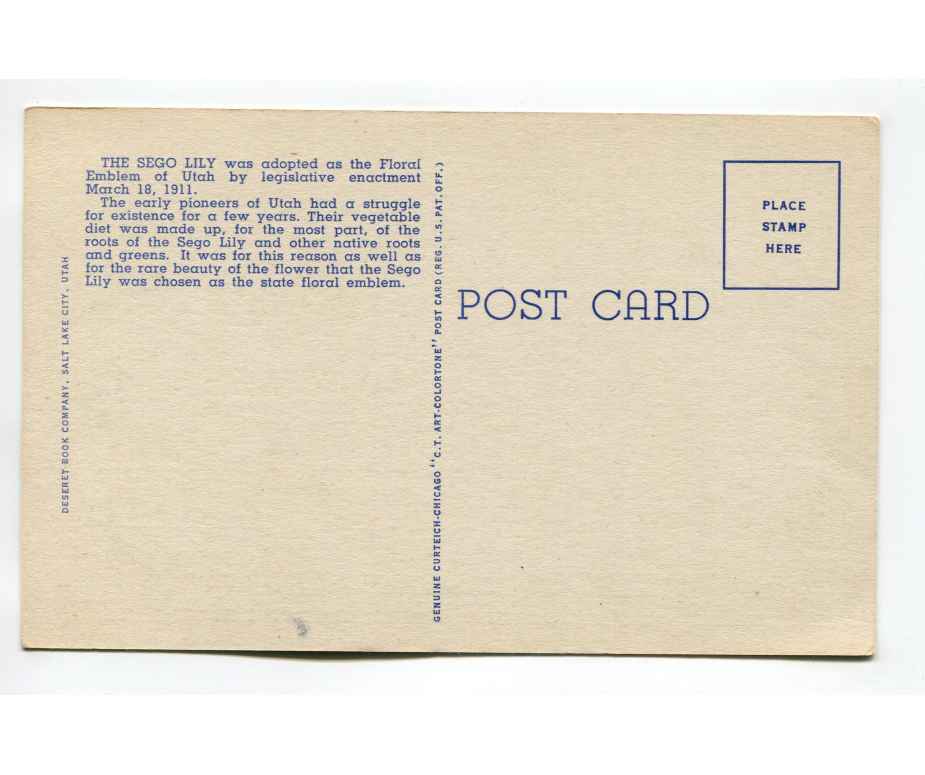 THE SEGO LILY was adopted as the Floral
Emblem of Utah by legislative enactment
March 18, 1911.
The early pioneers of Utah had a struggle
for existence for a few years. Their vegetable
diet was made up, for the most part, of the
roots of the Sego Lily and other native roots
and greens. It was for this reason as well as
for the rare beauty of the flower that the Sego
Lily was chosen as the state floral emblem.
DESERET BOOK COMPANY, SALT LAKE CITY, UTAH
GENUINE CURTEICH-CHICAGO "C.T. ART-COLORTONE" POST CARD (REG. U.S. PAT. OFF.)
POST CARD
PLACE
STAMP
HERE
3